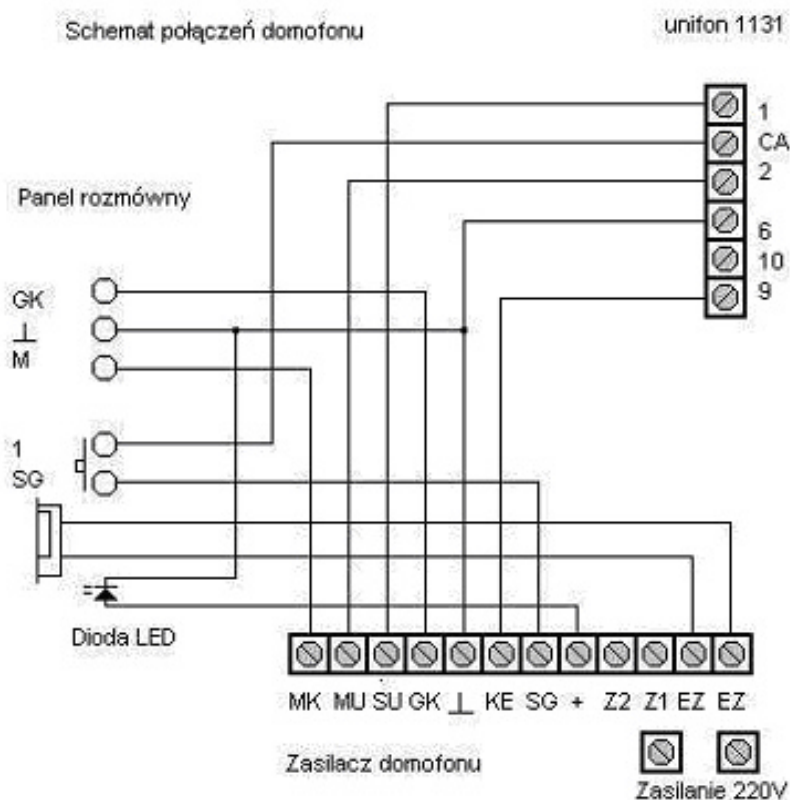 Schemat połączeń domofonu
unifon 1131
1
CA
2
6
10
9
Panel rozmówny
GK
⊥
M
1
SG
Dioda LED
MK MU SU GK ⊥ KE SG + Z2 Z1 EZ EZ
Zasilacz domofonu
Zasilanie 220V